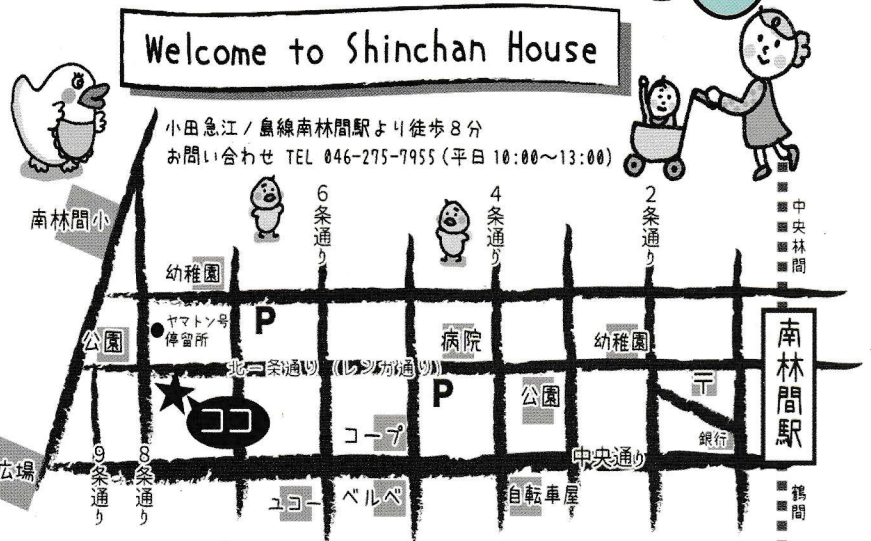 Welcome to Shinchan House
小田急江ノ島線南林間駅より徒歩8分
お問い合わせ TEL 046-275-7955(平日10:00〜13:00)
南林間小
6条通り
4条通り
2条通り
中央林間
幼稚園
ヤマトン号
停留所
P
公園
病院
幼稚園
南林間駅
北一条通り(レンガ通り)
P
公園
〒
銀行
ココ
コープ
中央通り
広場
9条通り
8条通り
ユコー
ベルベ
自転車屋
鶴間